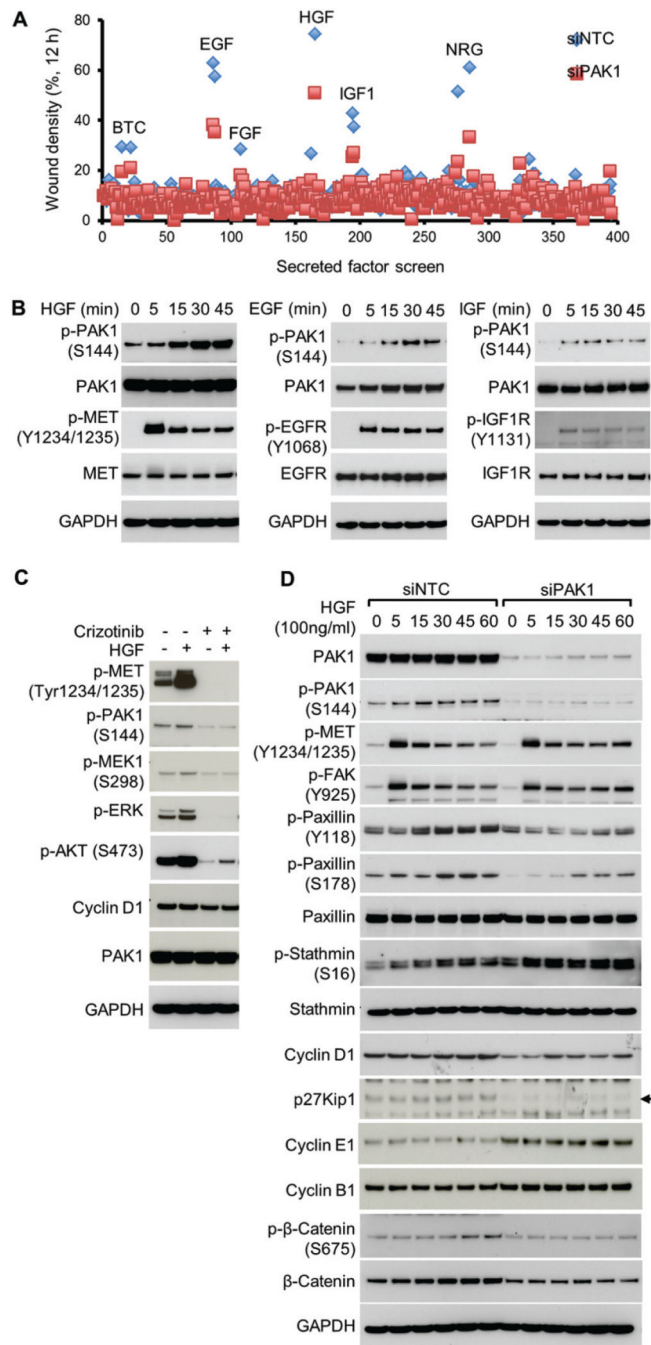 A
Wound density (%, 12 h)
80
60
40
20
0
HGF
EGF
NRG
IGF1
BTC
FGF
siNTC
siPAK1
0 50 100 150 200 250 300 350 400
Secreted factor screen
B
HGF (min) 0 5 15 30 45
p-PAK1
(S144)
PAK1
p-MET
(Y1234/1235)
MET
GAPDH
EGF (min) 0 5 15 30 45
p-PAK1
(S144)
PAK1
p-EGFR
(Y1068)
EGFR
GAPDH
IGF (min) 0 5 15 30 45
p-PAK1
(S144)
PAK1
p-IGF1R
(Y1131)
IGF1R
GAPDH
C
Crizotinib - - + +
HGF - + - +
p-MET
(Tyr1234/1235)
p-PAK1
(S144)
p-MEK1
(S298)
p-ERK
p-AKT (S473)
Cyclin D1
PAK1
GAPDH
D
siNTC siPAK1
HGF
(100ng/ml) 0 5 15 30 45 60 0 5 15 30 45 60
PAK1
p-PAK1
(S144)
p-MET
(Y1234/1235)
p-FAK
(Y925)
p-Paxillin
(Y118)
p-Paxillin
(S178)
Paxillin
p-Stathmin
(S16)
Stathmin
Cyclin D1
p27Kip1
Cyclin E1
Cyclin B1
p-β-Catenin
(S675)
β-Catenin
GAPDH